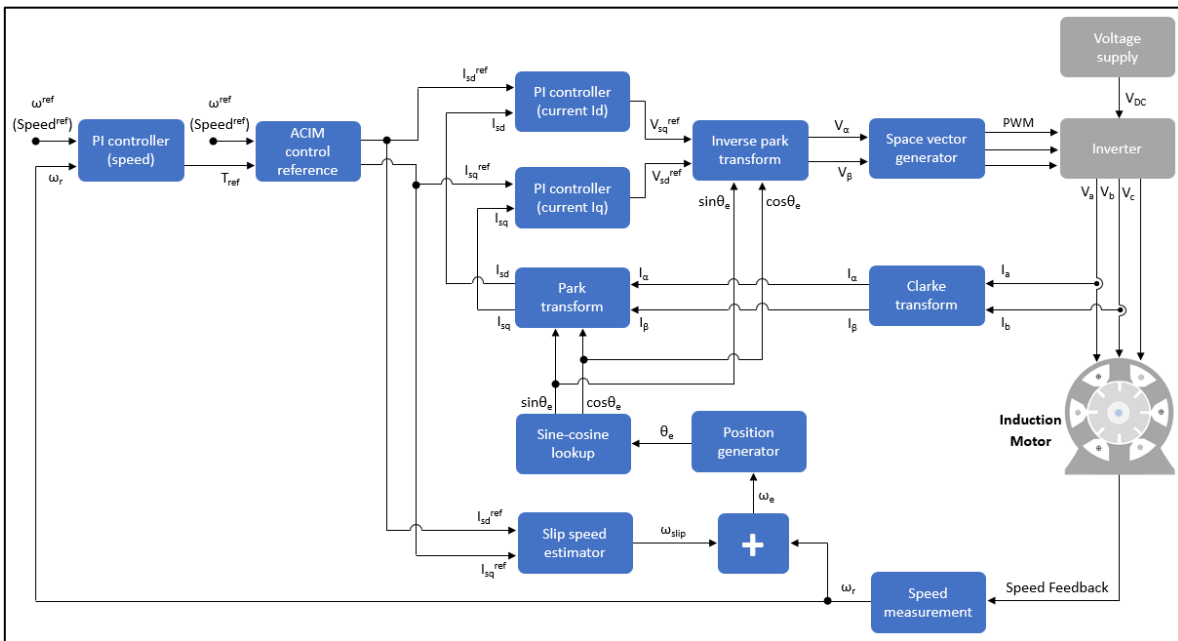 Voltage
supply
V_DC
I_sd^ref
ω^ref
(Speed^ref)
ω^ref
(Speed^ref)
PI controller
(speed)
ω_r
T_ref
ACIM
control
reference
PI controller
(current Id)
I_sd
V_sq^ref
I_sq^ref
PI controller
(current Iq)
V_sd^ref
I_sq
Inverse park
transform
V_α
V_β
Space vector
generator
PWM
Inverter
sinθ_e
cosθ_e
V_a
V_b
V_c
I_sd
Park
transform
I_sq
I_α
I_β
I_α
I_β
Clarke
transform
I_a
I_b
sinθ_e
cosθ_e
Sine-cosine
lookup
θ_e
Position
generator
Induction
Motor
ω_e
I_sd^ref
Slip speed
estimator
I_sq^ref
ω_slip
+
ω_r
Speed
measurement
Speed Feedback